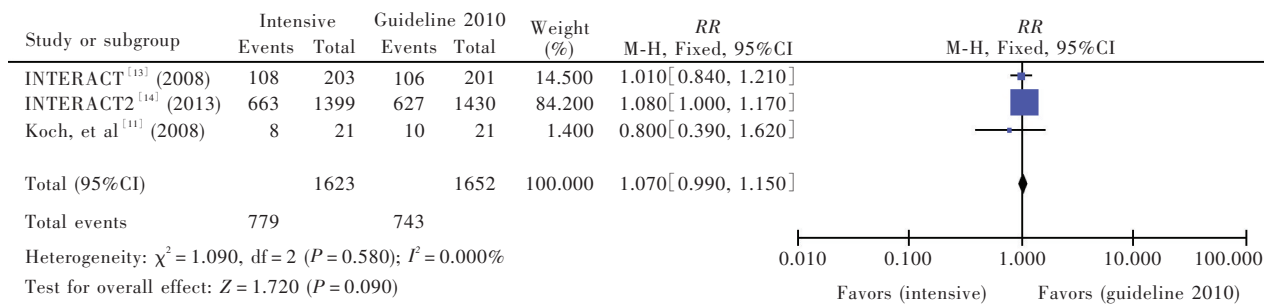 Study or subgroup Intensive Guideline 2010 Weight (%) RR M-H, Fixed, 95%CI RR M-H, Fixed, 95%CI
Events Total Events Total
INTERACT[13] (2008) 108 203 106 201 14.500 1.010[0.840, 1.210]
INTERACT2[14] (2013) 663 1399 627 1430 84.200 1.080[1.000, 1.170]
Koch, et al[11] (2008) 8 21 10 21 1.400 0.800[0.390, 1.620]
Total (95%CI) 1623 1652 100.000 1.070[0.990, 1.150]
Total events 779 743
Heterogeneity: χ² = 1.090, df = 2 (P = 0.580); I² = 0.000%
Test for overall effect: Z = 1.720 (P = 0.090)
0.010 0.100 1.000 10.000 100.000
Favors (intensive) Favors (guideline 2010)